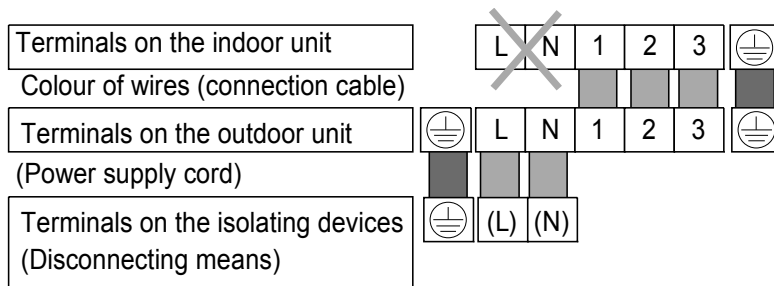 Terminals on the indoor unit L N 1 2 3
Colour of wires (connection cable)
Terminals on the outdoor unit L N 1 2 3
(Power supply cord)
Terminals on the isolating devices (L) (N)
(Disconnecting means)